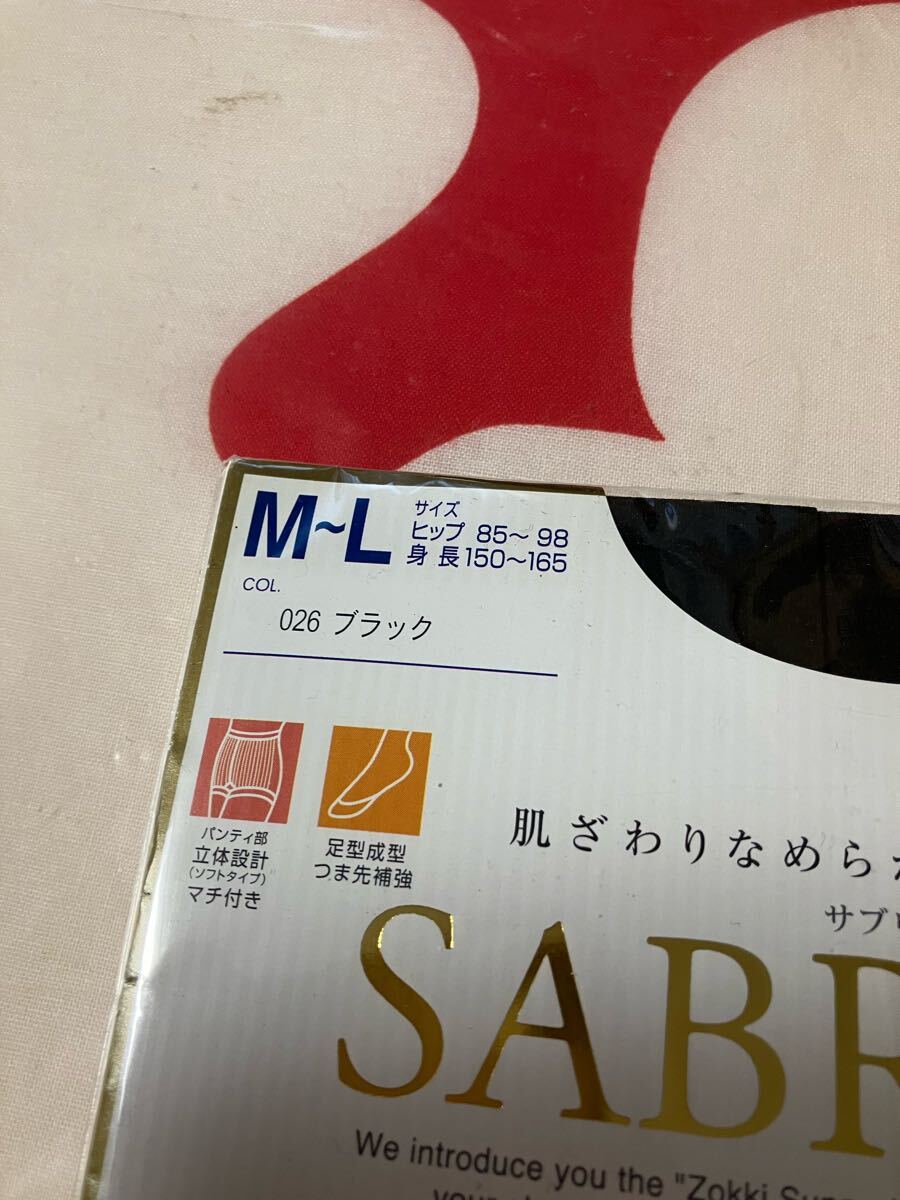 M~L
サイズ
ヒップ 85～98
身長150～165
COL.
026 ブラック
パンティ部
立体設計
(ソフトタイプ)
マチ付き
足型成型
つま先補強
肌ざわりなめら
サブ
SABR
We introduce you the "Zokki